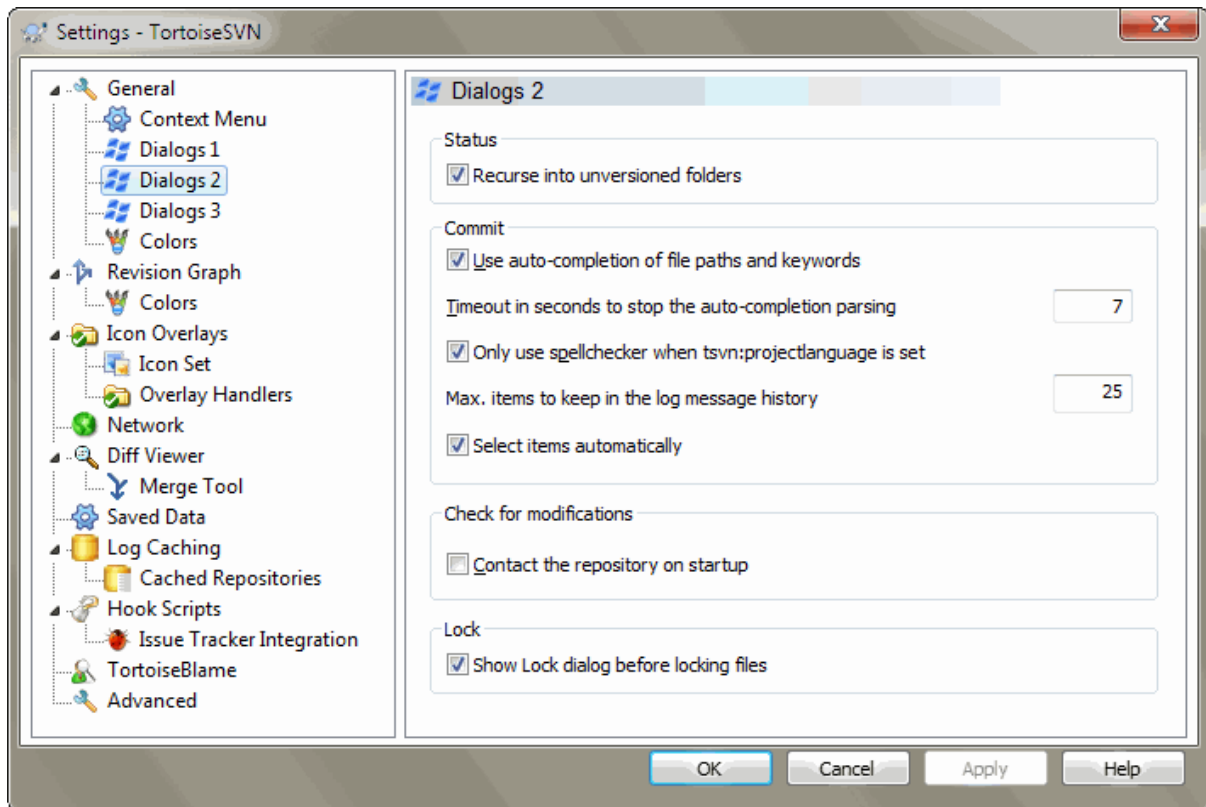 Settings - TortoiseSVN
General
Context Menu
Dialogs 1
Dialogs 2
Dialogs 3
Colors
Revision Graph
Colors
Icon Overlays
Icon Set
Overlay Handlers
Network
Diff Viewer
Merge Tool
Saved Data
Log Caching
Cached Repositories
Hook Scripts
Issue Tracker Integration
TortoiseBlame
Advanced
Dialogs 2
Status
Recurse into unversioned folders
Commit
Use auto-completion of file paths and keywords
Timeout in seconds to stop the auto-completion parsing 7
Only use spellchecker when tsvn:projectlanguage is set
Max. items to keep in the log message history 25
Select items automatically
Check for modifications
Contact the repository on startup
Lock
Show Lock dialog before locking files
OK Cancel Apply Help